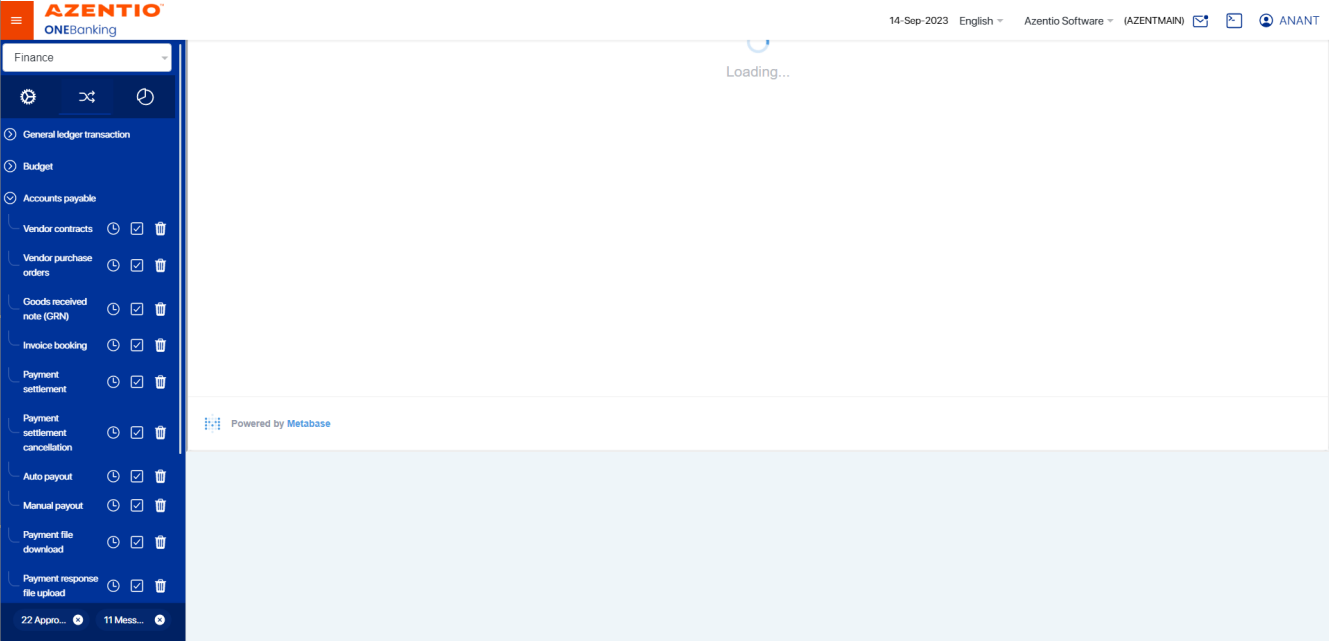 AZENTIO
ONEBanking
14-Sep-2023 English Azentio Software (AZENTMAIN) ANANT
Finance
Loading...
General ledger transaction
Budget
Accounts payable
Vendor contracts
Vendor purchase
orders
Goods received
note (GRN)
Invoice booking
Payment
settlement
Payment
settlement
cancellation
Auto payout
Manual payout
Payment file
download
Payment response
file upload
22 Appro... 11 Mess...
Powered by Metabase